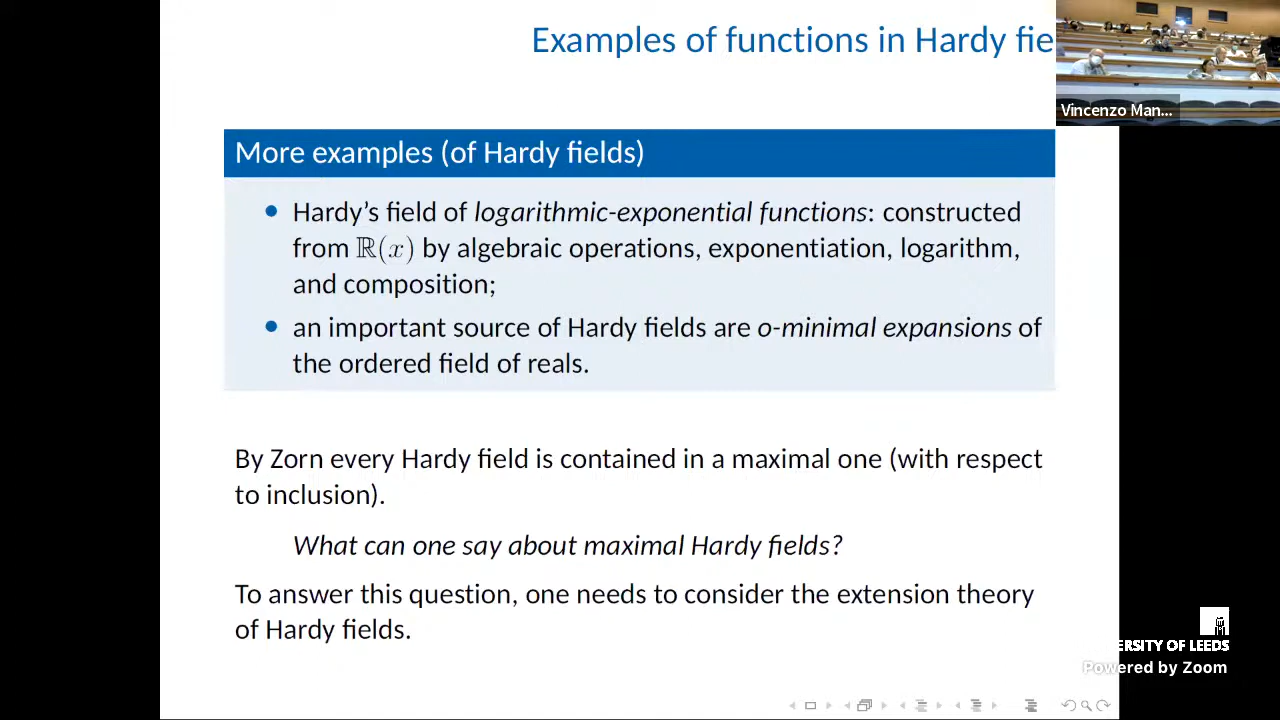 Examples of functions in Hardy fie
Vincenzo Man...
More examples (of Hardy fields)
• Hardy's field of logarithmic-exponential functions: constructed
from ℝ(x) by algebraic operations, exponentiation, logarithm,
and composition;
• an important source of Hardy fields are o-minimal expansions of
the ordered field of reals.
By Zorn every Hardy field is contained in a maximal one (with respect
to inclusion).
What can one say about maximal Hardy fields?
To answer this question, one needs to consider the extension theory
of Hardy fields.
ERSITY OF LEEDS
Powered by Zoom